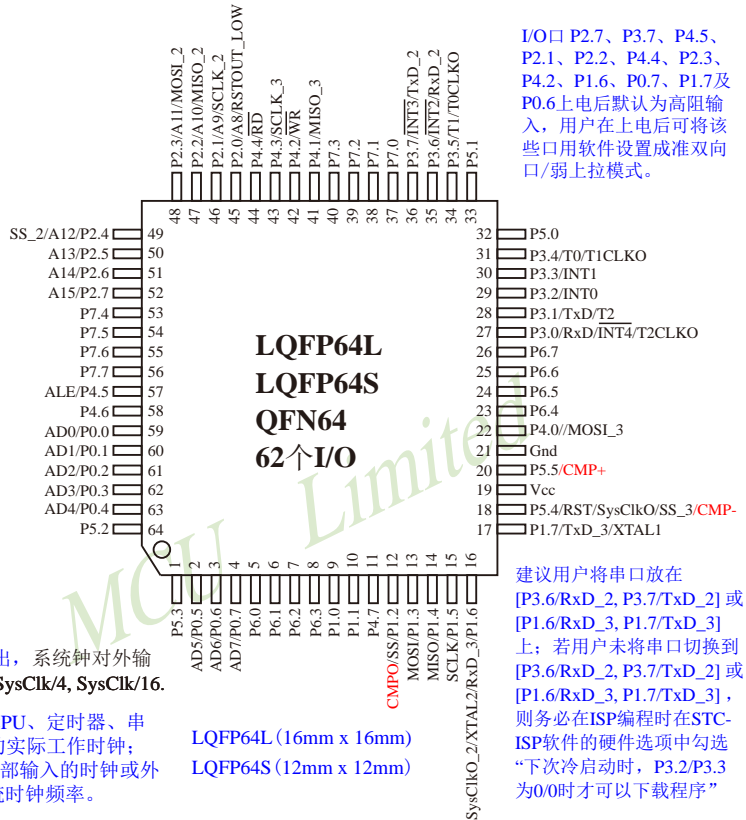 I/O口 P2.7、P3.7、P4.5、
P2.1、P2.2、P4.4、P2.3、
P4.2、P1.6、P0.7、P1.7及
P0.6上电后默认为高阻输
入，用户在上电后可将该
些口用软件设置成准双向
口/弱上拉模式。
P2.3/A11/MOSI_2
P2.2/A10/MISO_2
P2.1/A9/SCLK_2
P2.0/A8/RSTOUT_LOW
P4.4/RD
P4.3/SCLK_3
P4.2/WR
P4.1/MISO_3
P7.3
P7.2
P7.1
P7.0
P3.7/INT3/TxD_2
P3.6/INT2/RxD_2
P3.5/T1/T0CLKO
P5.1
48 47 46 45 44 43 42 41 40 39 38 37 36 35 34 33
SS_2/A12/P2.4 49
A13/P2.5 50
A14/P2.6 51
A15/P2.7 52
P7.4 53
P7.5 54
P7.6 55
P7.7 56
ALE/P4.5 57
P4.6 58
AD0/P0.0 59
AD1/P0.1 60
AD2/P0.2 61
AD3/P0.3 62
AD4/P0.4 63
P5.2 64
LQFP64L
LQFP64S
QFN64
62个I/O
MCU Limited
32 P5.0
31 P3.4/T0/T1CLKO
30 P3.3/INT1
29 P3.2/INT0
28 P3.1/TxD/T2
27 P3.0/RxD/INT4/T2CLKO
26 P6.7
25 P6.6
24 P6.5
23 P6.4
22 P4.0//MOSI_3
21 Gnd
20 P5.5/CMP+
19 Vcc
18 P5.4/RST/SysClkO/SS_3/CMP-
17 P1.7/TxD_3/XTAL1
1 2 3 4 5 6 7 8 9 10 11 12 13 14 15 16
P5.3
AD5/P0.5
AD6/P0.6
AD7/P0.7
P6.0
P6.1
P6.2
P6.3
P1.0
P1.1
P4.7
CMPO/SS/P1.2
MOSI/P1.3
MISO/P1.4
SCLK/P1.5
SysClkO_2/XTAL2/RxD_3/P1.6
出，系统钟对外输
SysClk/4, SysClk/16.
PU、定时器、串
的实际工作时钟；
部输入的时钟或外
统时钟频率。
LQFP64L（16mm x 16mm）
LQFP64S（12mm x 12mm）
建议用户将串口放在
[P3.6/RxD_2, P3.7/TxD_2] 或
[P1.6/RxD_3, P1.7/TxD_3]
上；若用户未将串口切换到
[P3.6/RxD_2, P3.7/TxD_2] 或
[P1.6/RxD_3, P1.7/TxD_3]，
则务必在ISP编程时在STC-
ISP软件的硬件选项中勾选
“下次冷启动时，P3.2/P3.3
为0/0时才可以下载程序”